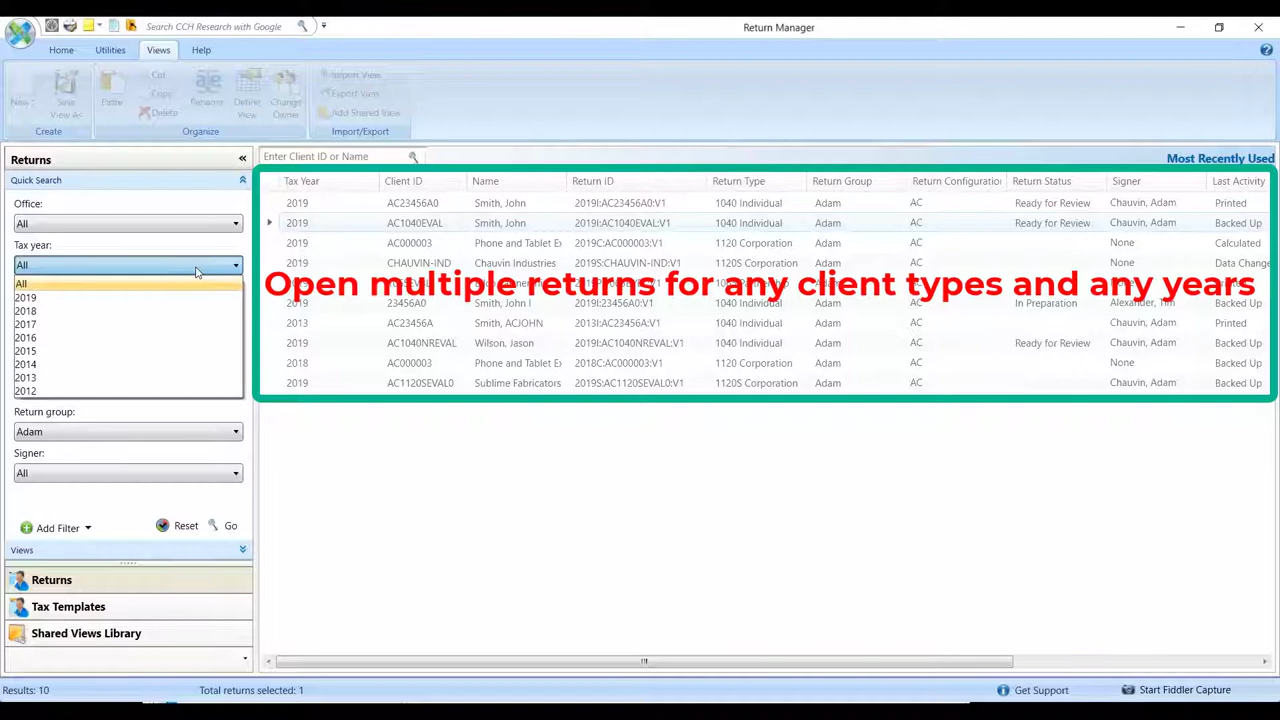 Search CCH Research with Google
Return Manager
Home Utilities Views Help
New Save View As Paste Cut Copy Delete Rename Define View Change Owner Import View Export View Add Shared View
Create Organize Import/Export
Returns
Enter Client ID or Name
Most Recently Used
Quick Search
Office:
All
Tax year:
All
All
2019
2018
2017
2016
2015
2014
2013
2012
Return group:
Adam
Signer:
All
Add Filter Reset Go
Views
Returns
Tax Templates
Shared Views Library
Tax Year Client ID Name Return ID Return Type Return Group Return Configuratio Return Status Signer Last Activity
2019 AC23456A0 Smith, John 2019I:AC23456A0:V1 1040 Individual Adam AC Ready for Review Chauvin, Adam Printed
2019 AC1040EVAL Smith, John 2019I:AC1040EVAL:V1 1040 Individual Adam AC Ready for Review Chauvin, Adam Backed Up
2019 AC000003 Phone and Tablet E 2019C:AC000003:V1 1120 Corporation Adam AC None Calculated
2019 CHAUVIN-IND Chauvin Industries 2019S:CHAUVIN-IND:V1 1120S Corporation Adam AC None Data Change
Open multiple returns for any client types and any years
2019 23456A0 Smith, John I 2019I:23456A0:V1 1040 Individual Adam AC In Preparation Alexander, Tim Backed Up
2013 AC23456A Smith, ACJOHN 2013I:AC23456A:V1 1040 Individual Adam AC Chauvin, Adam Printed
2019 AC1040NREVAL Wilson, Jason 2019I:AC1040NREVAL:V1 1040 Individual Adam AC Ready for Review Chauvin, Adam Backed Up
2018 AC000003 Phone and Tablet E 2018C:AC000003:V1 1120 Corporation Adam AC None Backed Up
2019 AC1120SEVAL0 Sublime Fabricators 2019S:AC1120SEVAL0:V1 1120S Corporation Adam AC Chauvin, Adam Backed Up
Results: 10 Total returns selected: 1 Get Support Start Fiddler Capture